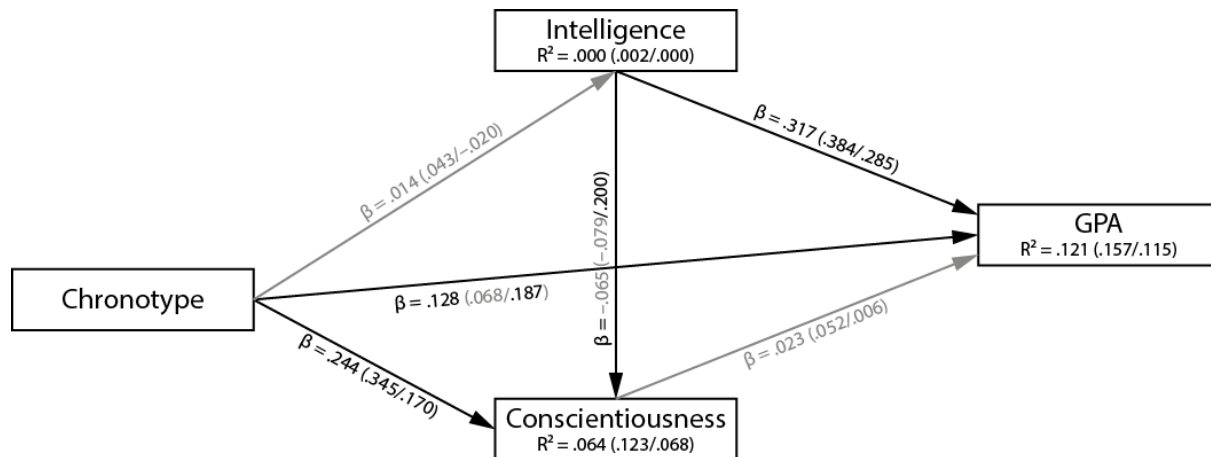 Intelligence
R² = .000 (.002/.000)
β = .014 (.043/−.020)
β = .317 (.384/.285)
β = −.065 (−.079/.200)
GPA
R² = .121 (.157/.115)
Chronotype
β = .128 (.068/.187)
β = .023 (.052/.006)
β = .244 (.345/.170)
Conscientiousness
R² = .064 (.123/.068)